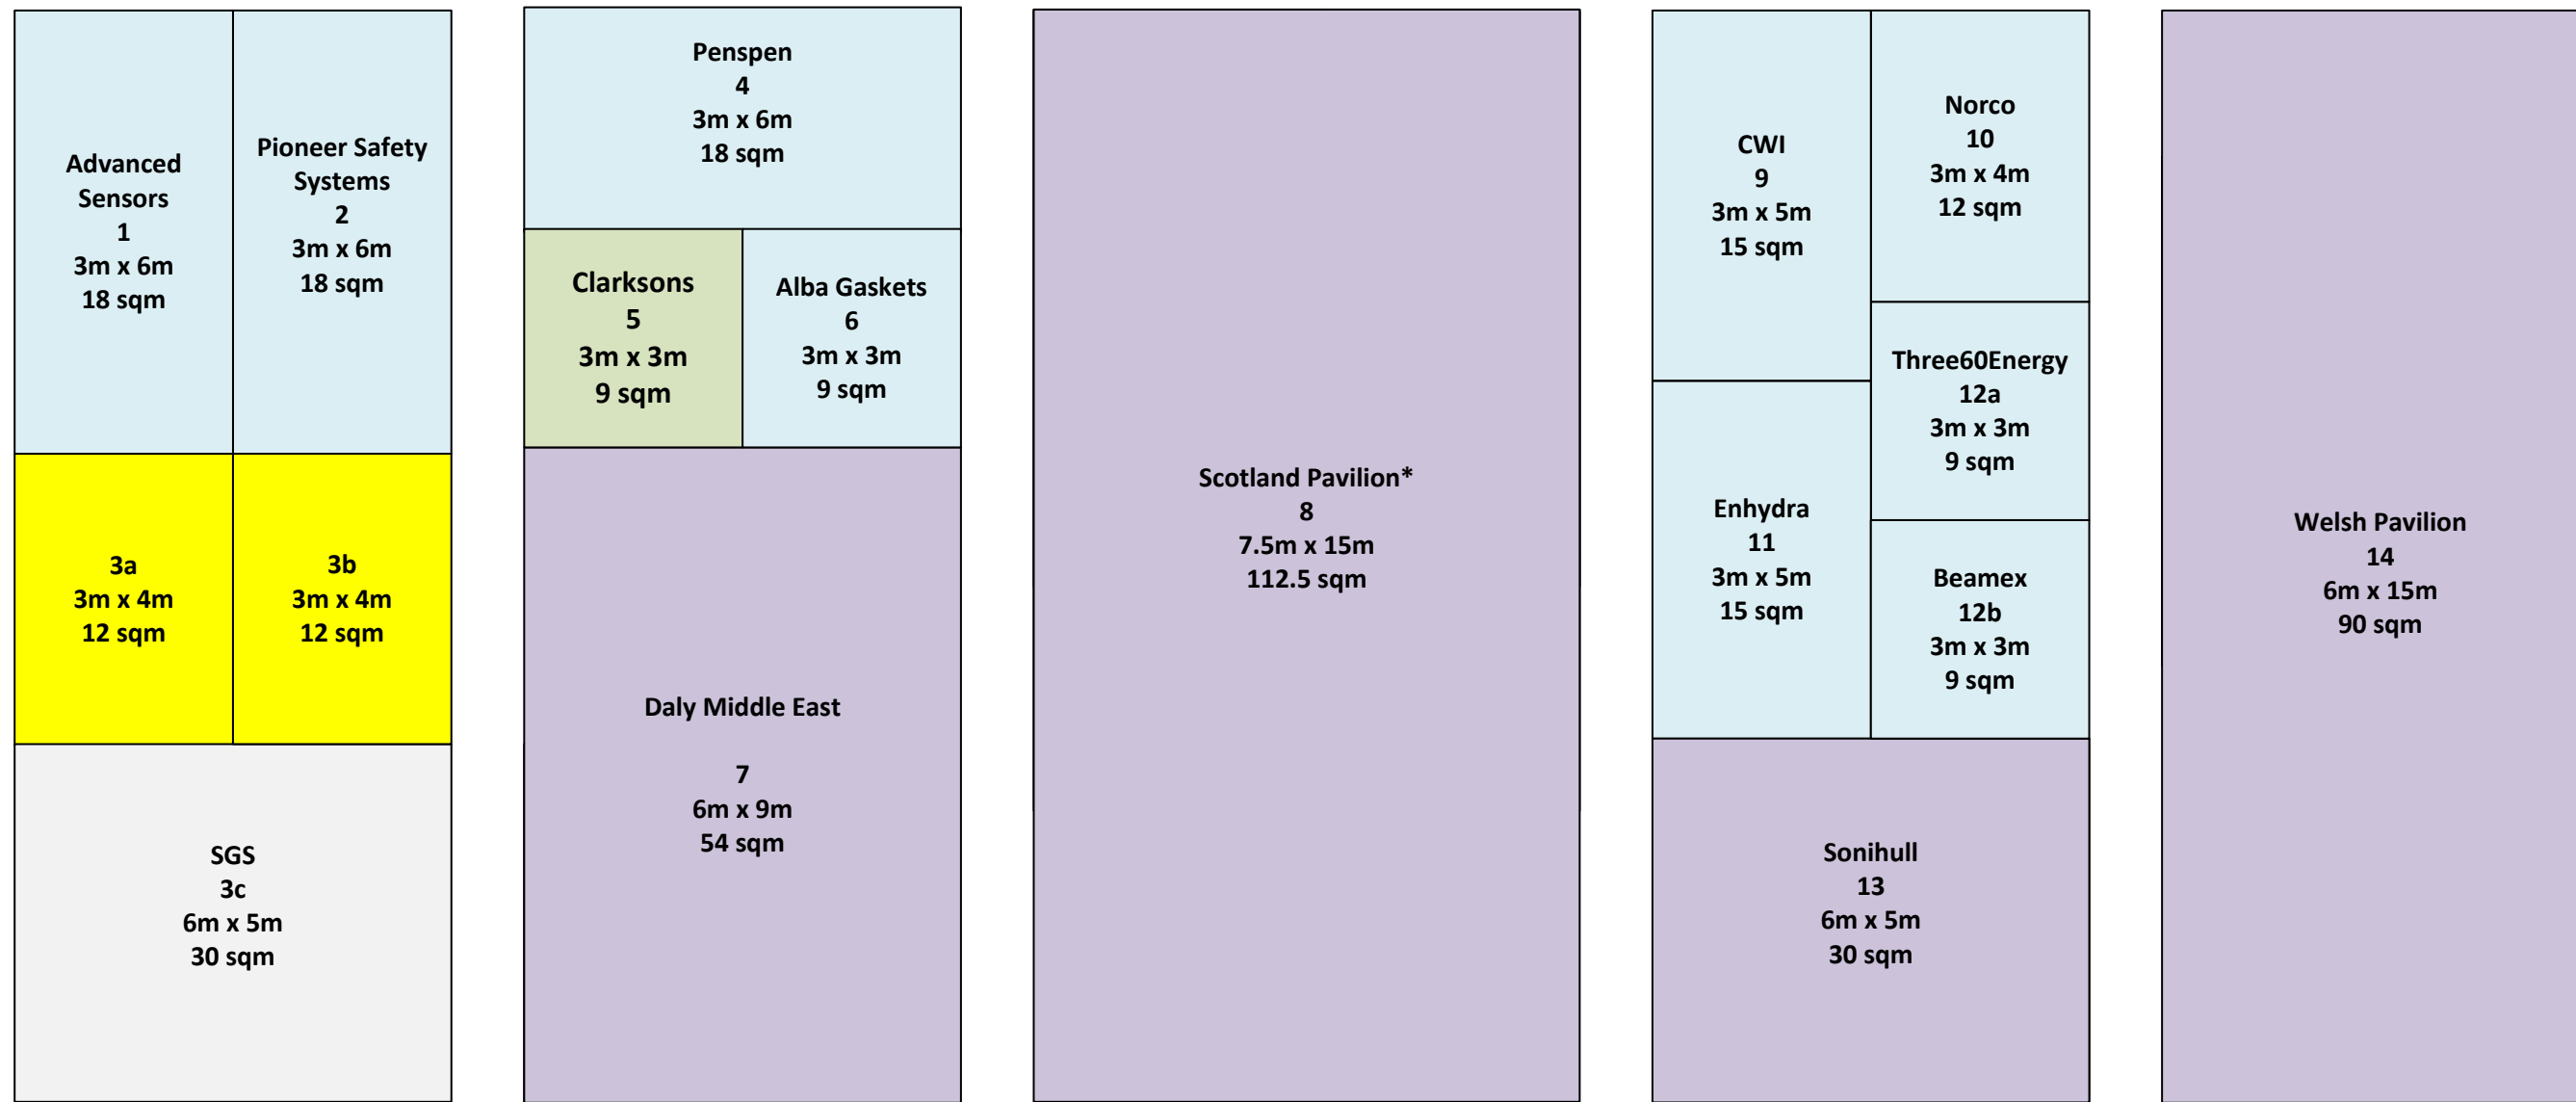 Advanced
Sensors
1
3m x 6m
18 sqm
Pioneer Safety
Systems
2
3m x 6m
18 sqm
3a
3m x 4m
12 sqm
3b
3m x 4m
12 sqm
SGS
3c
6m x 5m
30 sqm
Penspen
4
3m x 6m
18 sqm
Clarksons
5
3m x 3m
9 sqm
Alba Gaskets
6
3m x 3m
9 sqm
Daly Middle East
7
6m x 9m
54 sqm
Scotland Pavilion*
8
7.5m x 15m
112.5 sqm
CWI
9
3m x 5m
15 sqm
Norco
10
3m x 4m
12 sqm
Three60Energy
12a
3m x 3m
9 sqm
Enhydra
11
3m x 5m
15 sqm
Beamex
12b
3m x 3m
9 sqm
Sonihull
13
6m x 5m
30 sqm
Welsh Pavilion
14
6m x 15m
90 sqm